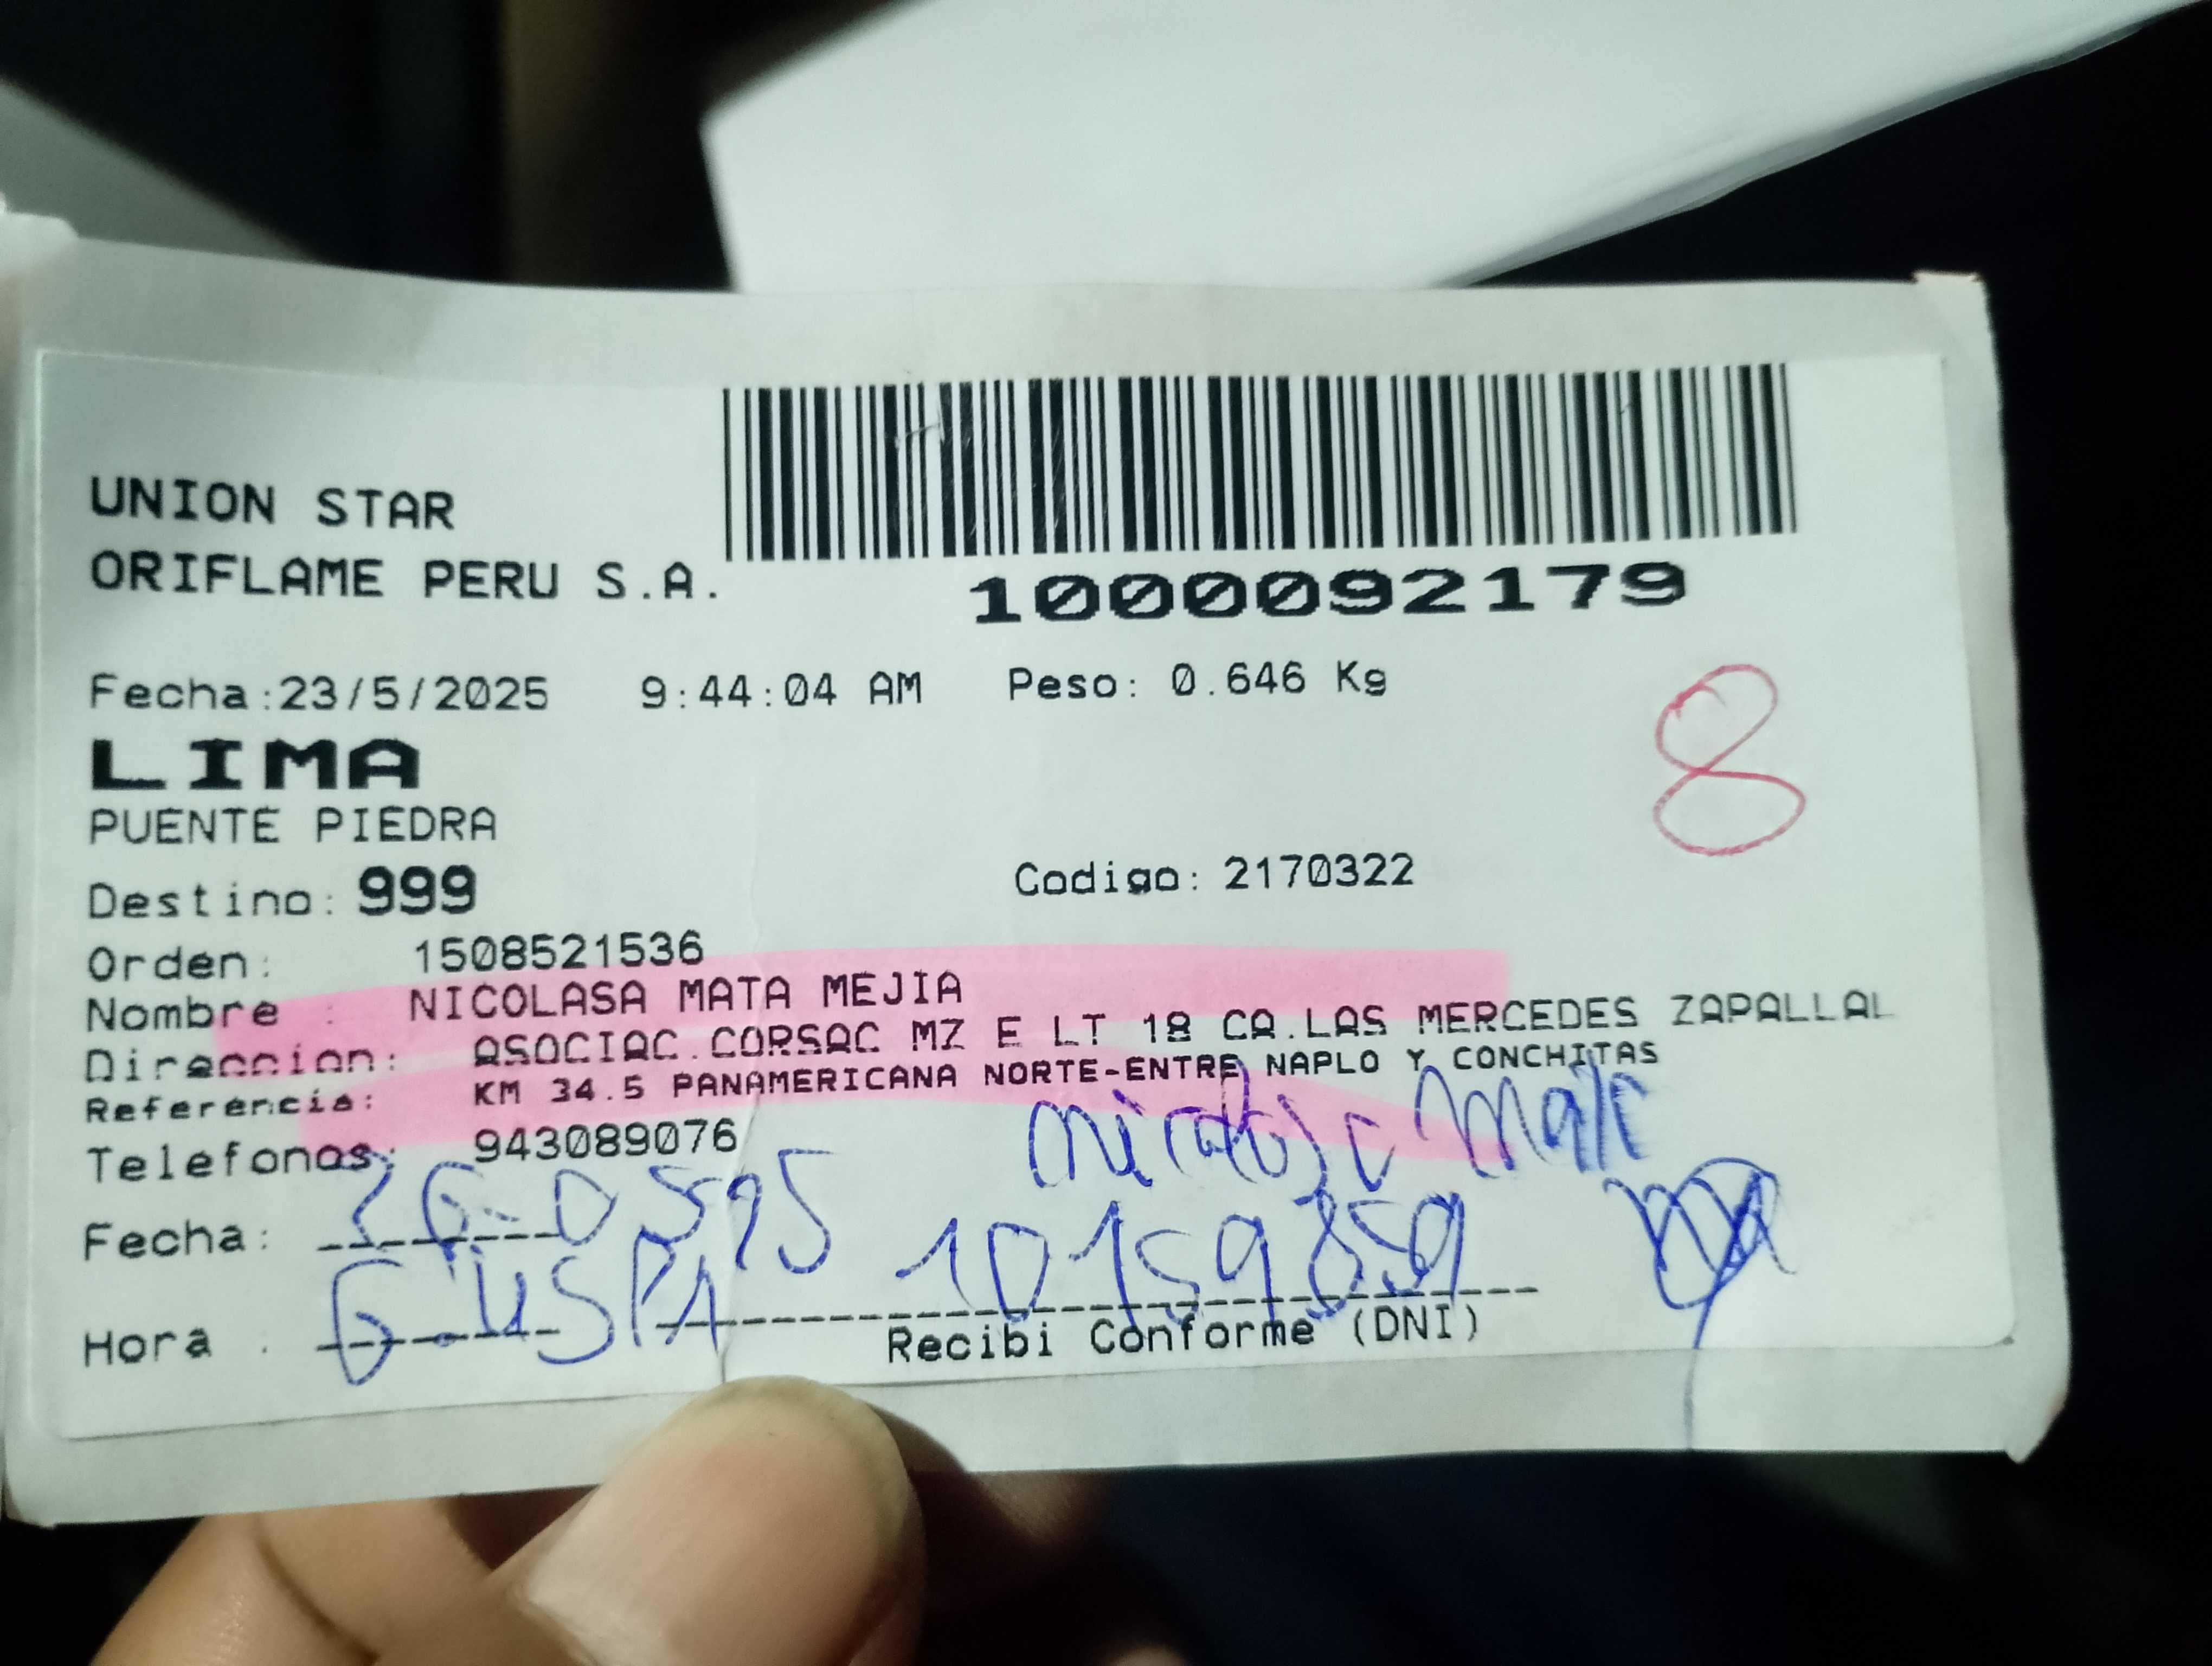 UNION STAR
ORIFLAME PERU S.A.
1000092179
Fecha:23/5/2025 9:44:04 AM Peso: 0.646 Kg
8
LIMA
PUENTE PIEDRA
Destino: 999 Codigo: 2170322
Orden: 1508521536
Nombre : NICOLASA MATA MEJIA
Direccion: ASOCIAC.CORSAC MZ E LT 18 CA.LAS MERCEDES ZAPALLAL
Referencia: KM 34.5 PANAMERICANA NORTE-ENTRE NAPLO Y CONCHITAS
Telefonos: 943089076
Fecha:
10159859
Hora :
Recibi Conforme (DNI)